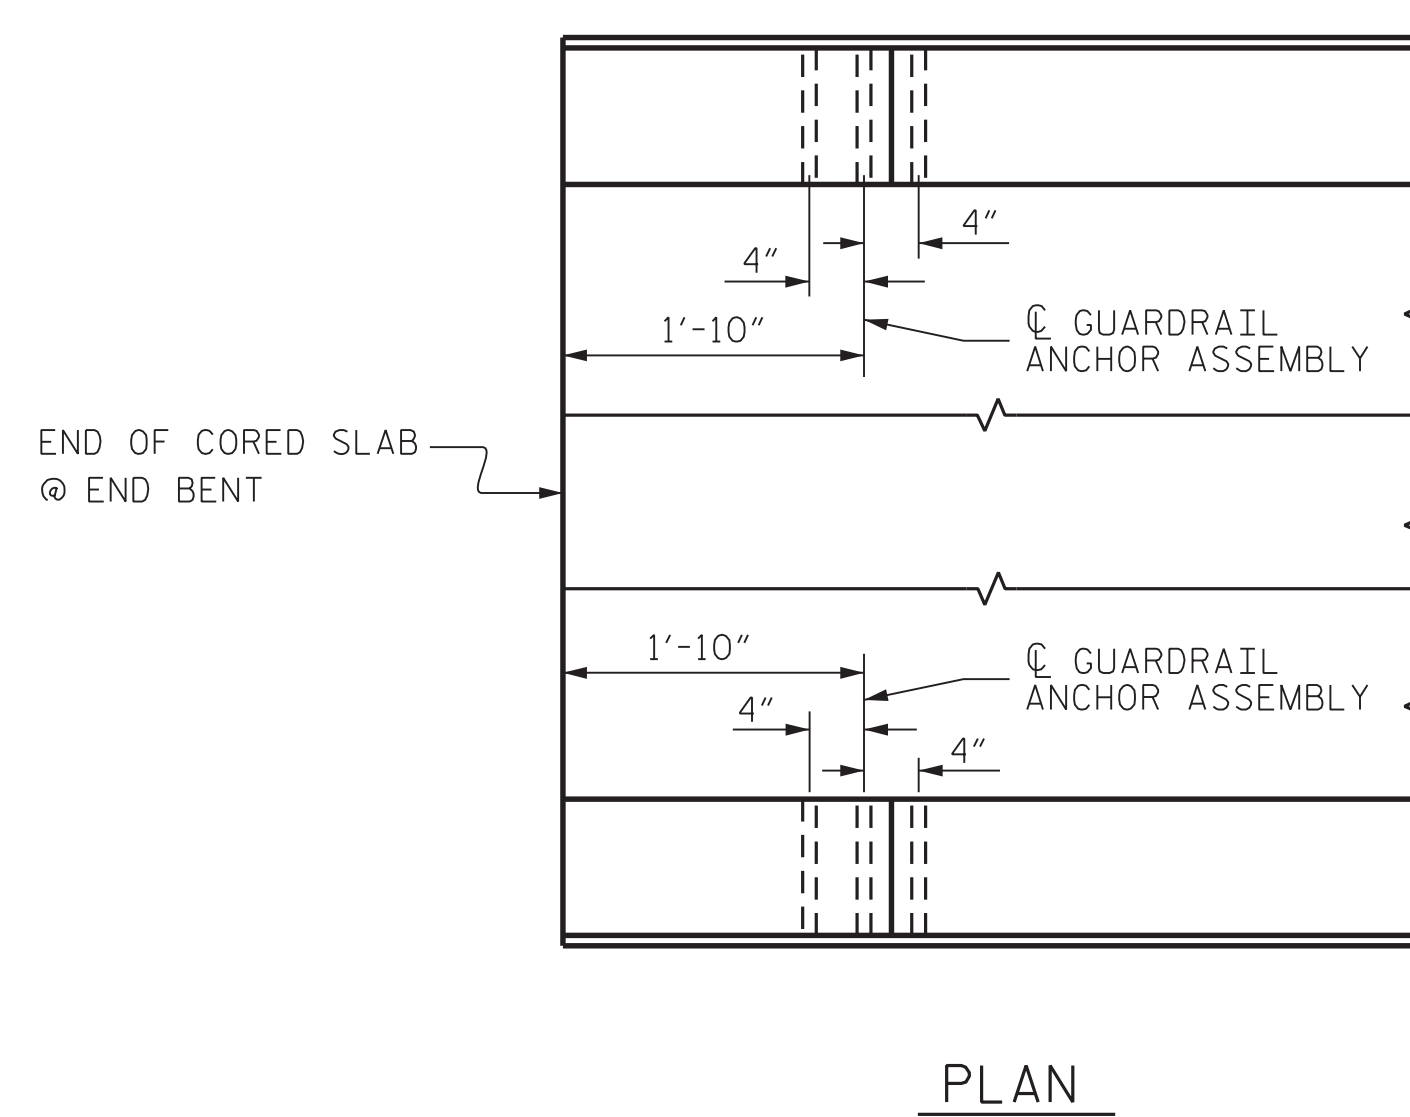 4"
4"
1'-10"
℄ GUARDRAIL
ANCHOR ASSEMBLY
END OF CORED SLAB
@ END BENT
1'-10"
℄ GUARDRAIL
ANCHOR ASSEMBLY
4"
4"
PLAN